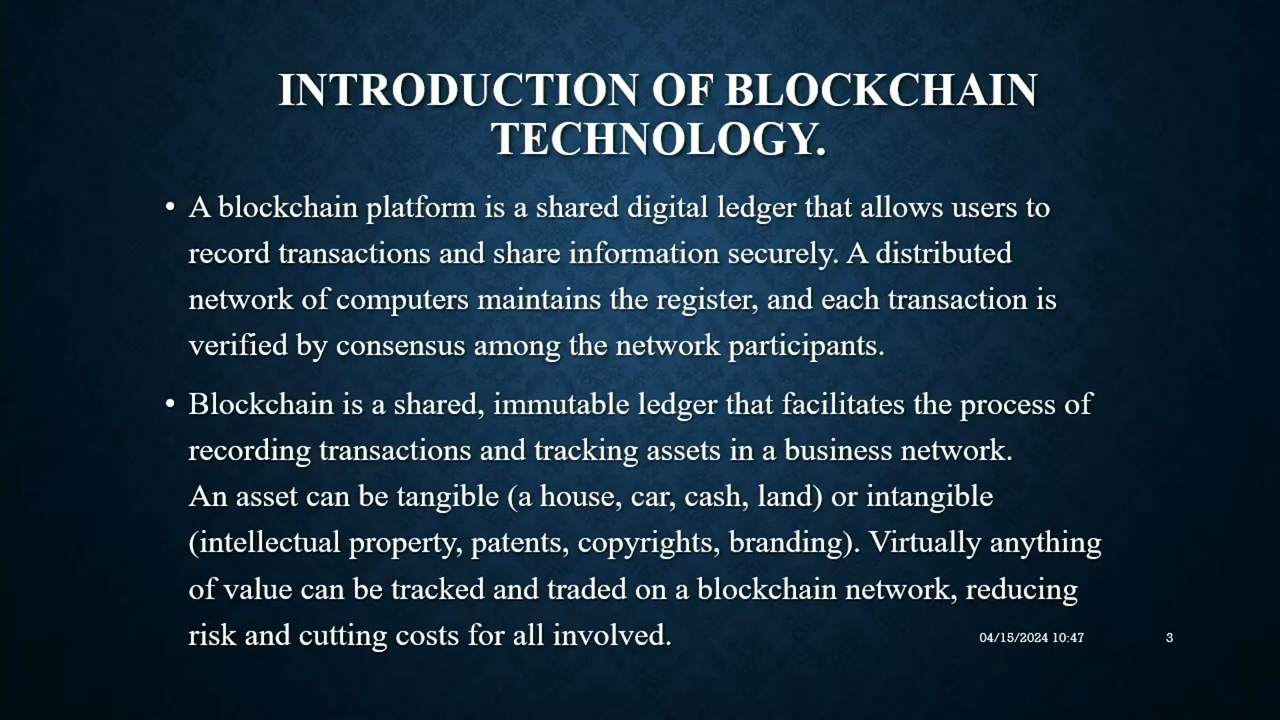 INTRODUCTION OF BLOCKCHAIN
TECHNOLOGY.
• A blockchain platform is a shared digital ledger that allows users to
record transactions and share information securely. A distributed
network of computers maintains the register, and each transaction is
verified by consensus among the network participants.
• Blockchain is a shared, immutable ledger that facilitates the process of
recording transactions and tracking assets in a business network.
An asset can be tangible (a house, car, cash, land) or intangible
(intellectual property, patents, copyrights, branding). Virtually anything
of value can be tracked and traded on a blockchain network, reducing
risk and cutting costs for all involved.
04/15/2024 10:47 3